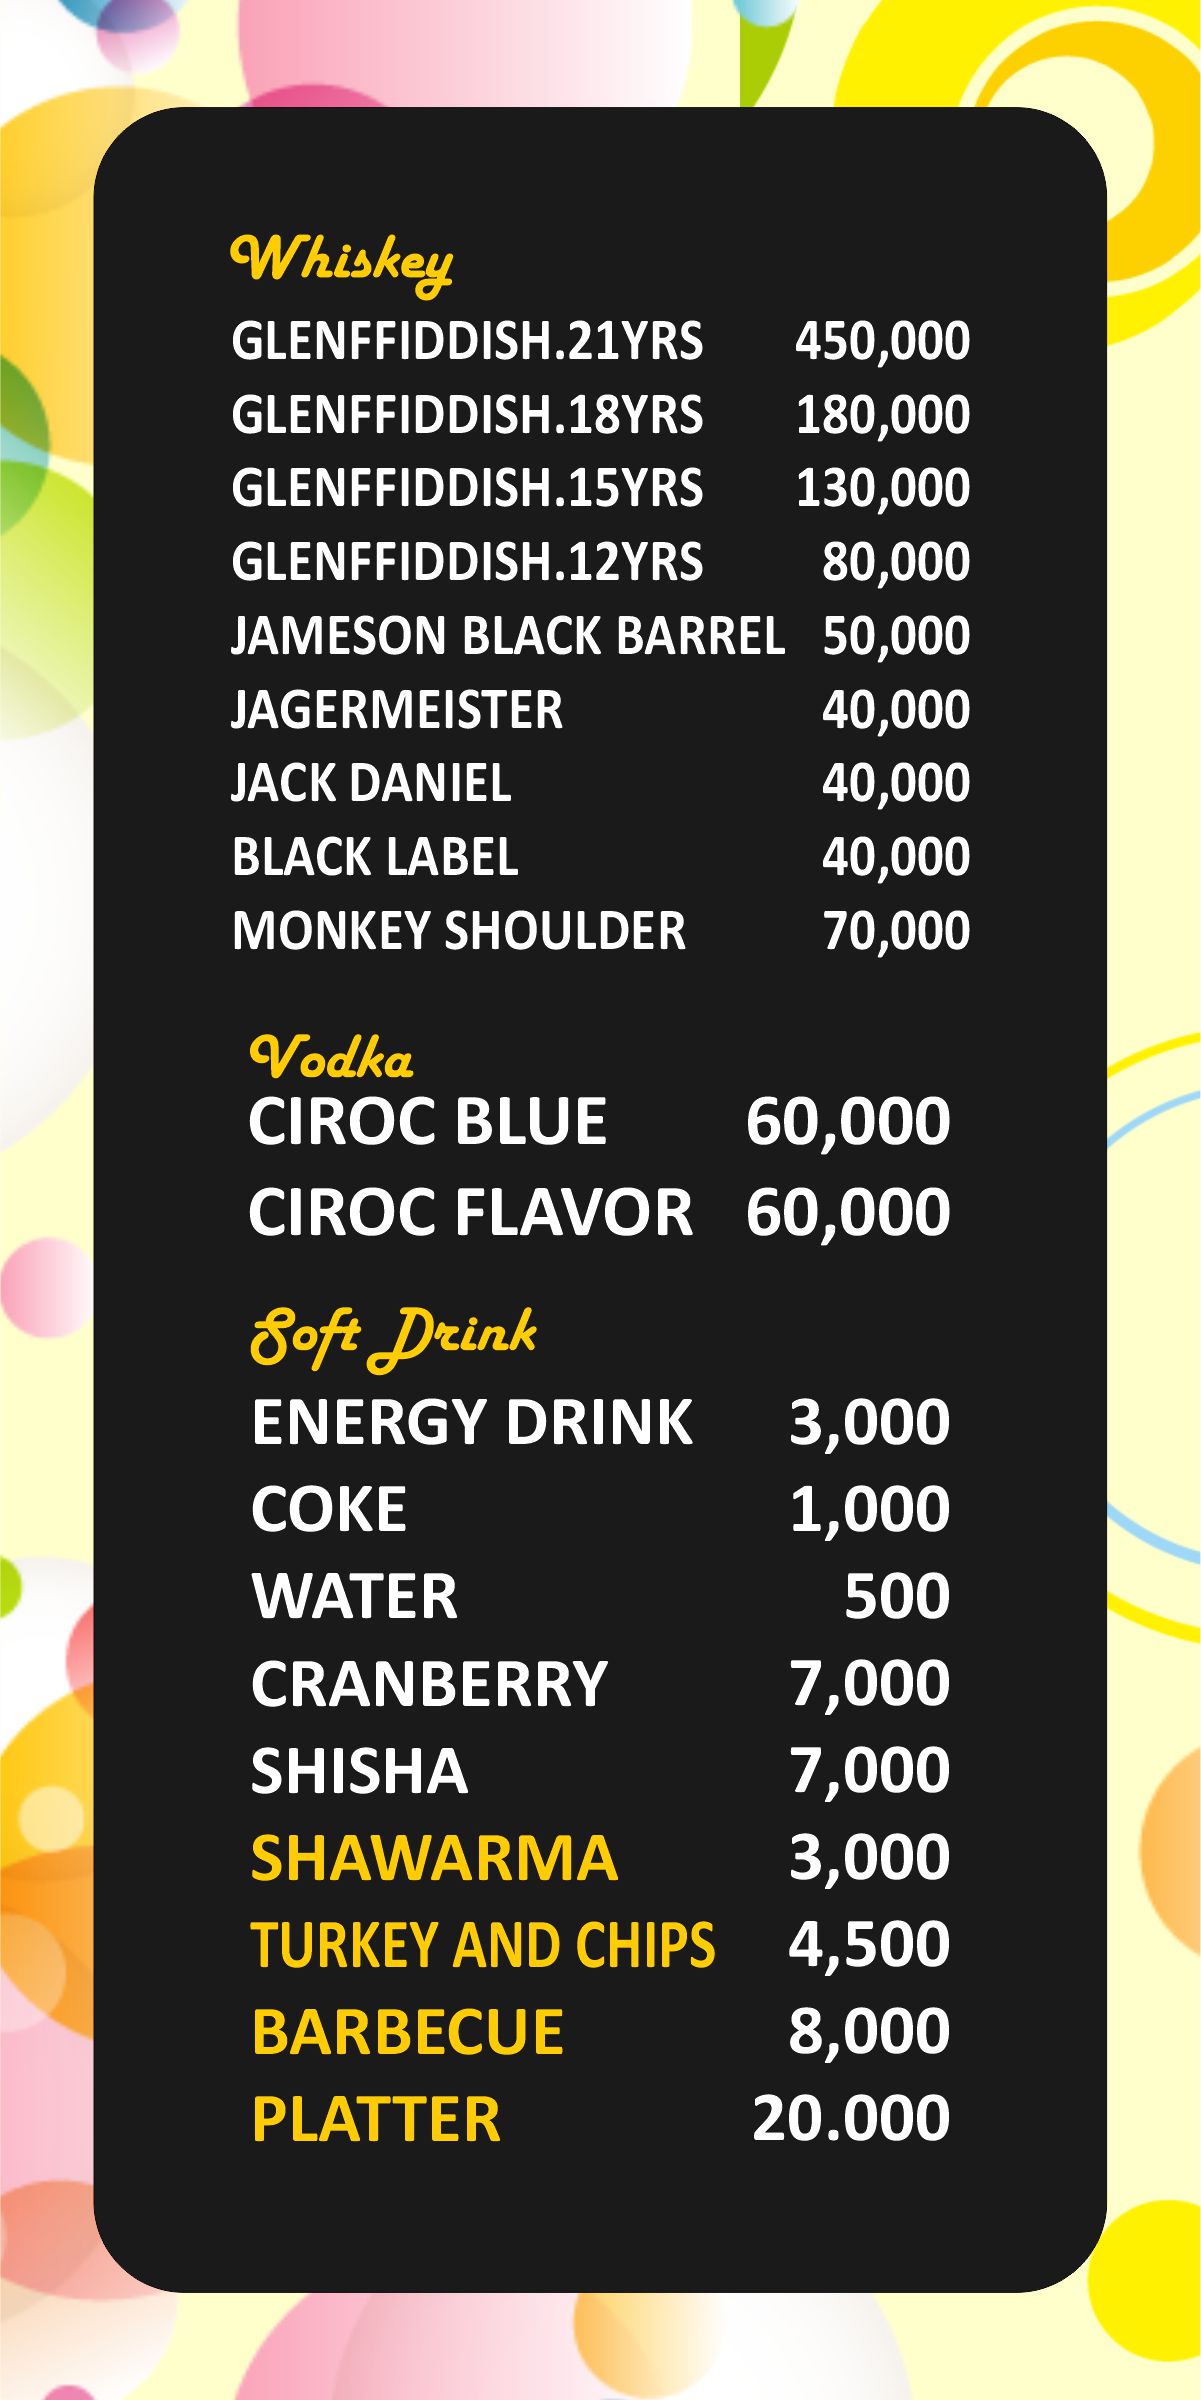 Whiskey
GLENFFIDDISH.21YRS 450,000
GLENFFIDDISH.18YRS 180,000
GLENFFIDDISH.15YRS 130,000
GLENFFIDDISH.12YRS 80,000
JAMESON BLACK BARREL 50,000
JAGERMEISTER 40,000
JACK DANIEL 40,000
BLACK LABEL 40,000
MONKEY SHOULDER 70,000
Vodka
CIROC BLUE 60,000
CIROC FLAVOR 60,000
Soft Drink
ENERGY DRINK 3,000
COKE 1,000
WATER 500
CRANBERRY 7,000
SHISHA 7,000
SHAWARMA 3,000
TURKEY AND CHIPS 4,500
BARBECUE 8,000
PLATTER 20.000